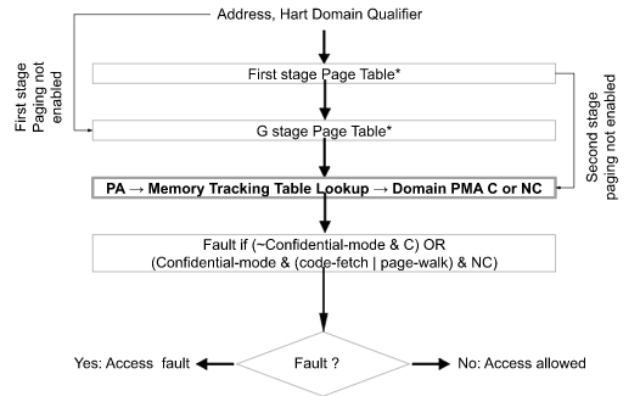 Address, Hart Domain Qualifier
First stage
Paging not
enabled
First stage Page Table*
G stage Page Table*
Second stage
paging not enabled
PA → Memory Tracking Table Lookup → Domain PMA C or NC
Fault if (~Confidential-mode & C) OR
(Confidential-mode & (code-fetch | page-walk) & NC)
Yes: Access fault
Fault ?
No: Access allowed